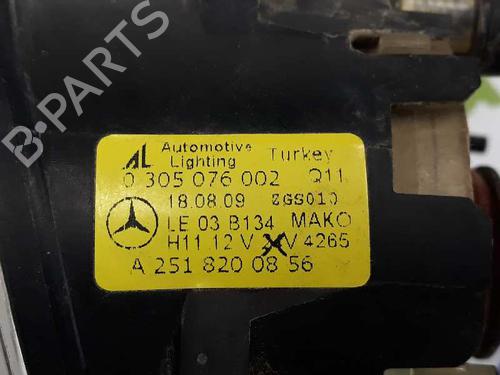 AL Automotive Lighting Turkey
0 305 076 002 Q11
18.08.09 8GS010
LE 03 B134 MAKO
H11 12 V V 4265
A 251 820 08 56
B-PARTS